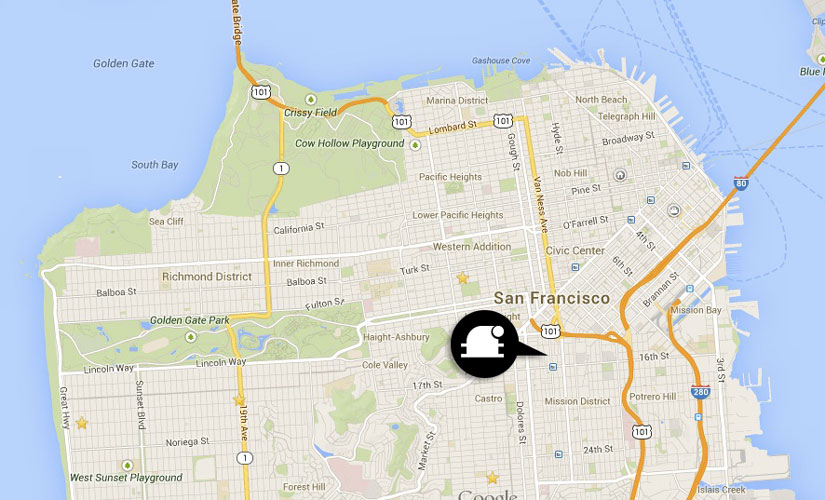 ate Bridge
Golden Gate
Gashouse Cove
Clip
Blue
101
Crissy Field
Marina District
North Beach
Telegraph Hill
101
Lombard St
101
Hyde St
Broadway St
Cow Hollow Playground
Gough St
South Bay
1
Pacific Heights
Nob Hill
Pine St
Van Ness Ave
80
Sea Cliff
California St
Lower Pacific Heights
O'Farrell St
4th St
Western Addition
Civic Center
6th St
Inner Richmond
Richmond District
Turk St
Balboa St
Balboa St
Brannan St
Fulton St
San Francisco
Golden Gate Park
ight
Mission Bay
101
Haight-Ashbury
16th St
3rd St
Lincoln Way
Lincoln Way
Cole Valley
17th St
Great Hwy
Sunset Blvd
19th Ave
Castro
Dolores St
Mission District
Potrero Hill
280
Market St
101
Noriega St
24th St
1
West Sunset Playground
Forest Hill
Google
Islais Creek